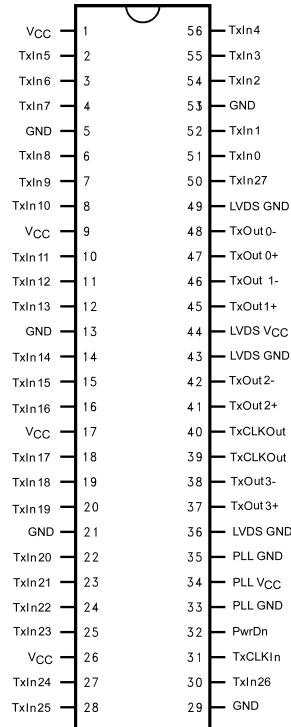 VCC 1 56 TxIn4
TxIn5 2 55 TxIn3
TxIn6 3 54 TxIn2
TxIn7 4 53 GND
GND 5 52 TxIn1
TxIn8 6 51 TxIn0
TxIn9 7 50 TxIn27
TxIn10 8 49 LVDS GND
VCC 9 48 TxOut0-
TxIn11 10 47 TxOut0+
TxIn12 11 46 TxOut 1-
TxIn13 12 45 TxOut1+
GND 13 44 LVDS VCC
TxIn14 14 43 LVDS GND
TxIn15 15 42 TxOut2-
TxIn16 16 41 TxOut2+
VCC 17 40 TxCLKOut
TxIn17 18 39 TxCLKOut
TxIn18 19 38 TxOut3-
TxIn19 20 37 TxOut3+
GND 21 36 LVDS GND
TxIn20 22 35 PLL GND
TxIn21 23 34 PLL VCC
TxIn22 24 33 PLL GND
TxIn23 25 32 PwrDn
VCC 26 31 TxCLKIn
TxIn24 27 30 TxIn26
TxIn25 28 29 GND